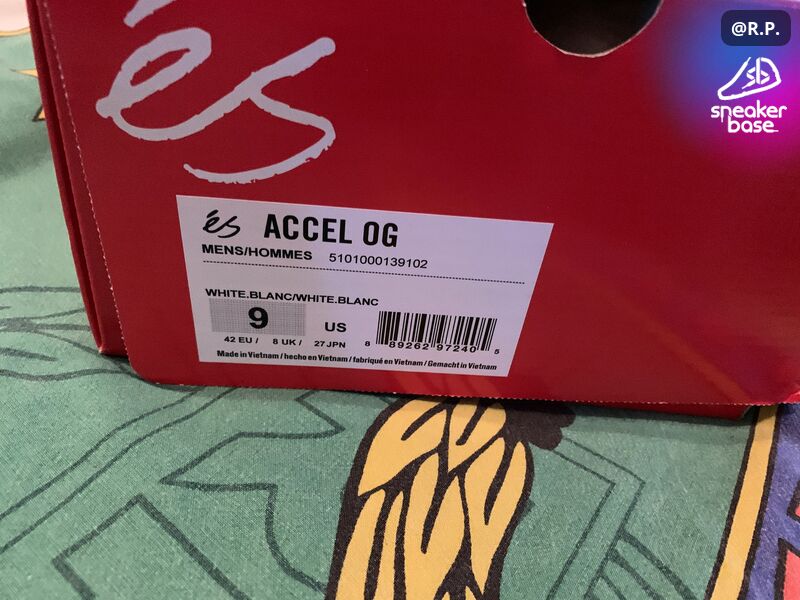 @R.P.
sneaker
base
és
és ACCEL OG
MENS/HOMMES 5101000139102
WHITE.BLANC/WHITE.BLANC
9 US
42 EU / 8 UK / 27 JPN
8 89262 97240 5
Made in Vietnam / hecho en Vietnam / fabriqué en Vietnam / Gemacht in Vietnam